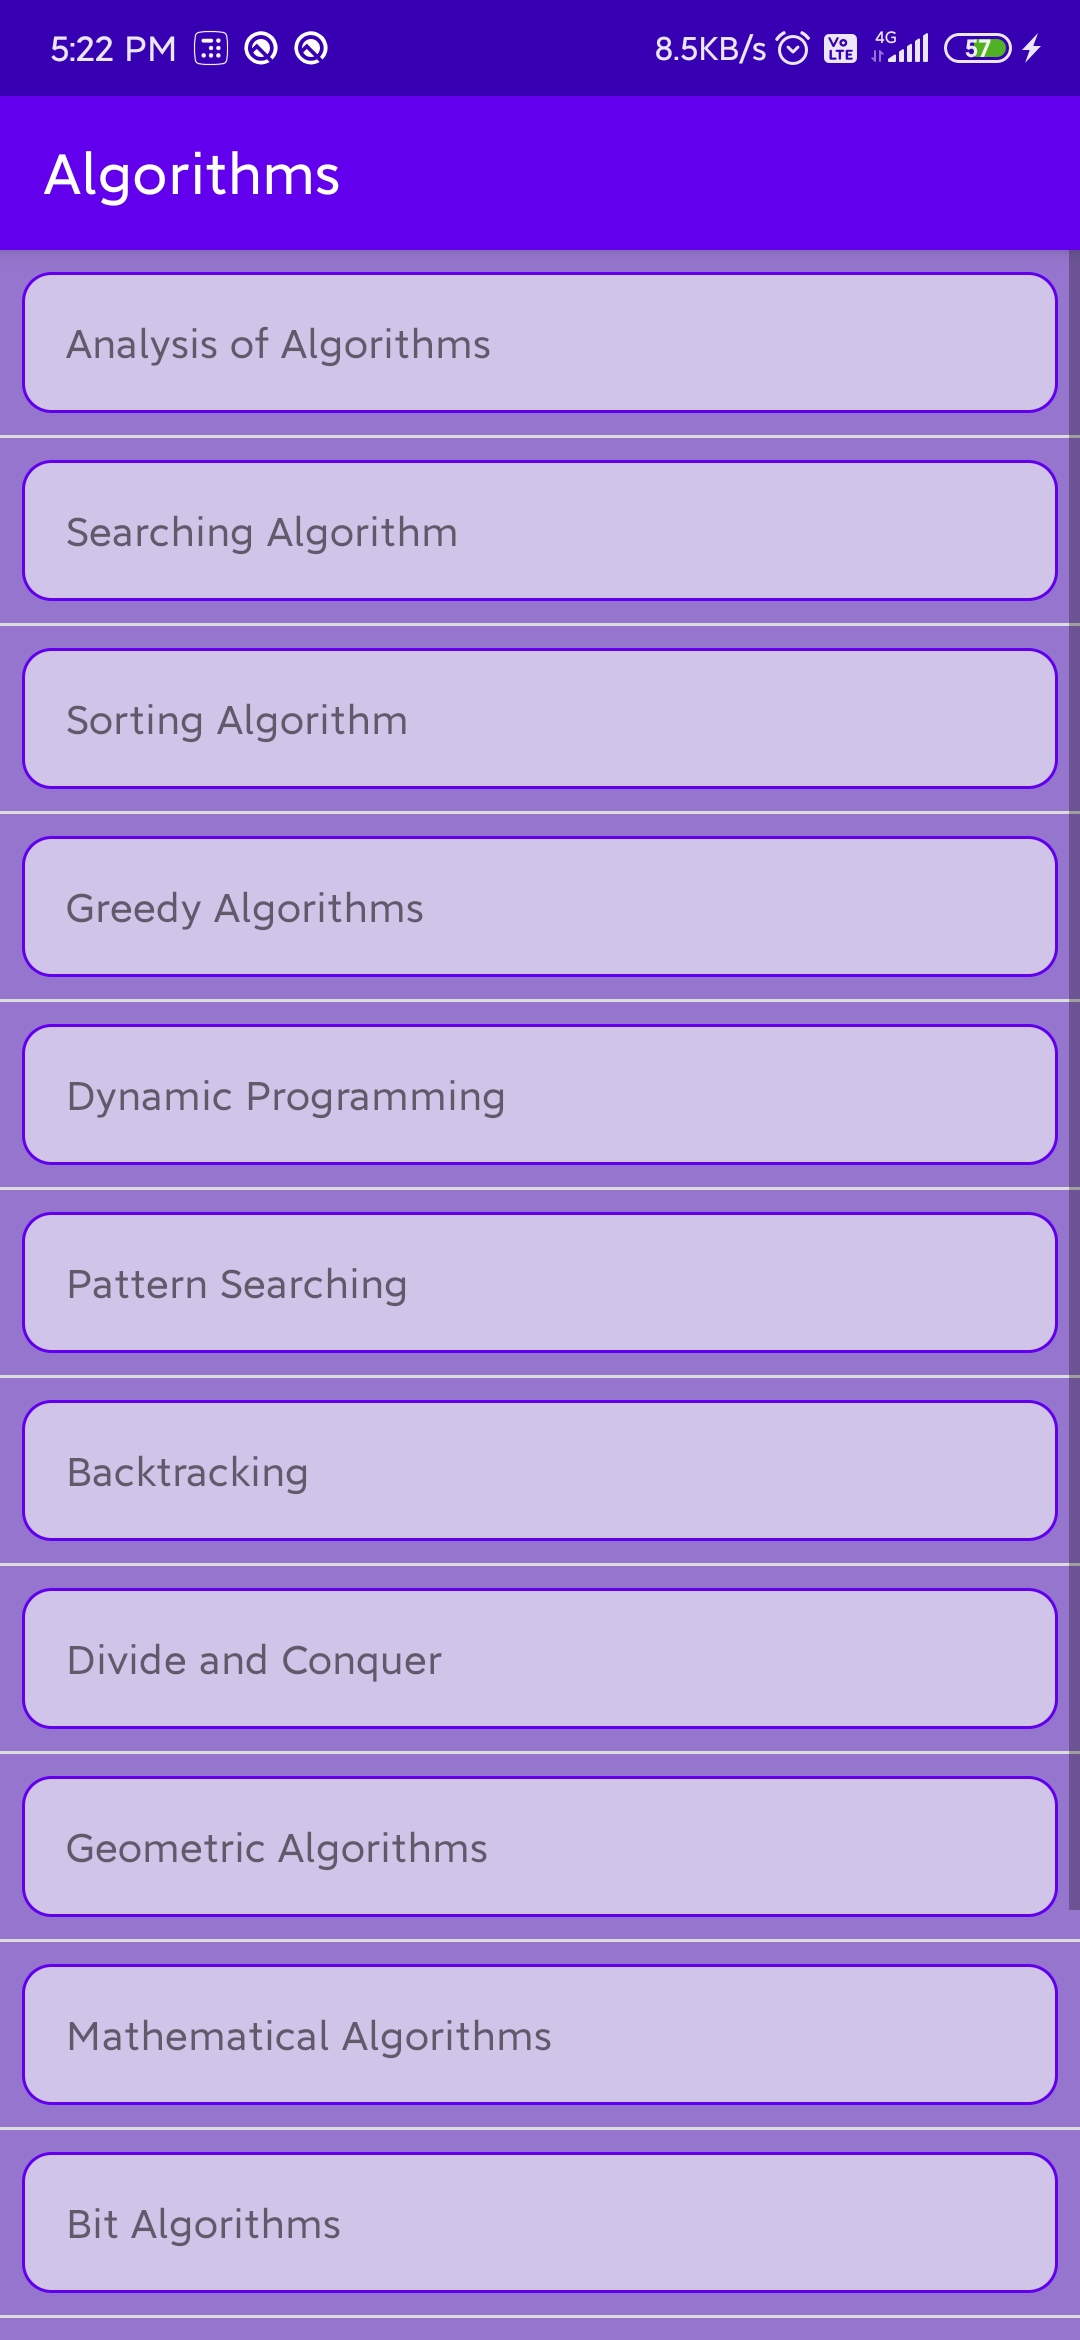 5:22 PM 8.5KB/s Vo LTE 4G 57
Algorithms
Analysis of Algorithms
Searching Algorithm
Sorting Algorithm
Greedy Algorithms
Dynamic Programming
Pattern Searching
Backtracking
Divide and Conquer
Geometric Algorithms
Mathematical Algorithms
Bit Algorithms